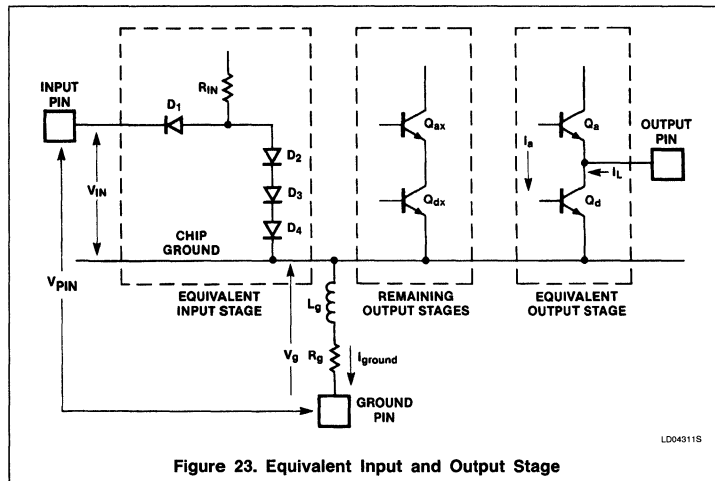 INPUT
PIN
RIN
D1
D2
D3
D4
VIN
CHIP
GROUND
VPIN
EQUIVALENT
INPUT STAGE
Qax
Qdx
REMAINING
OUTPUT STAGES
Qa
Ia
IL
Qd
OUTPUT
PIN
EQUIVALENT
OUTPUT STAGE
Lg
Vg
Rg
Iground
GROUND
PIN
LD04311S
Figure 23. Equivalent Input and Output Stage